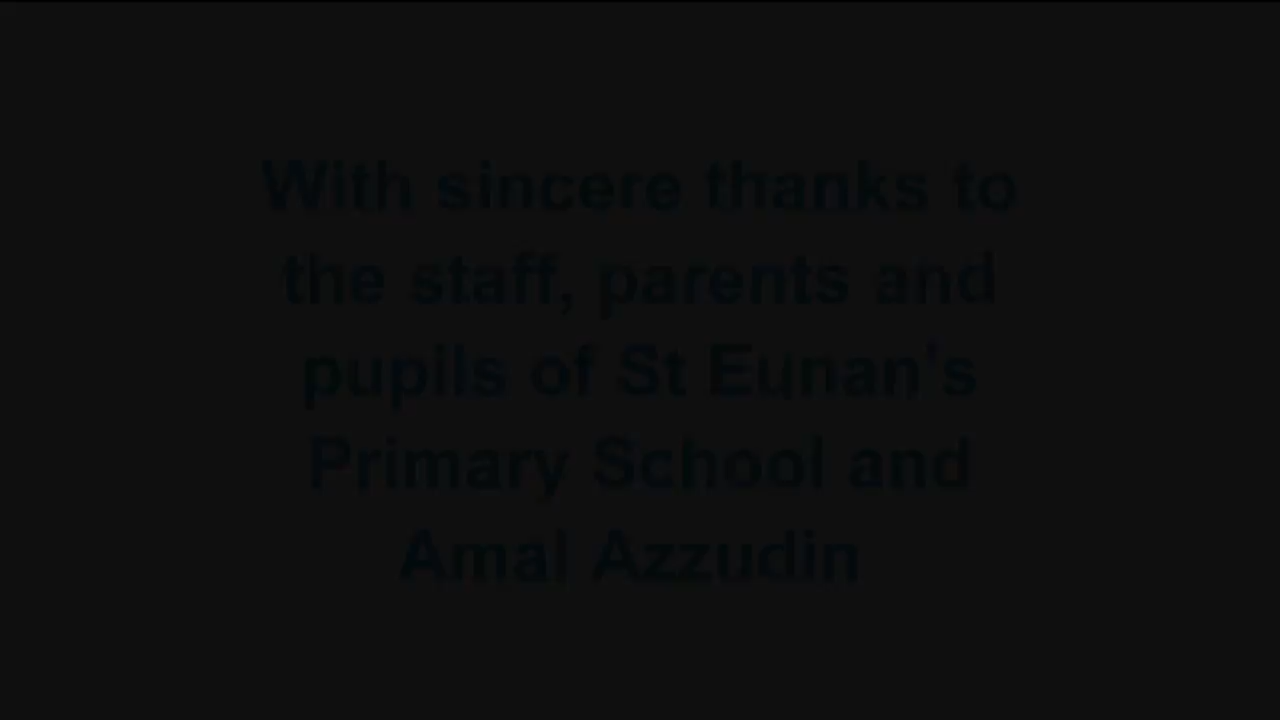 With sincere thanks to
the staff, parents and
pupils of St Eunan's
Primary School and
Amal Azzudin